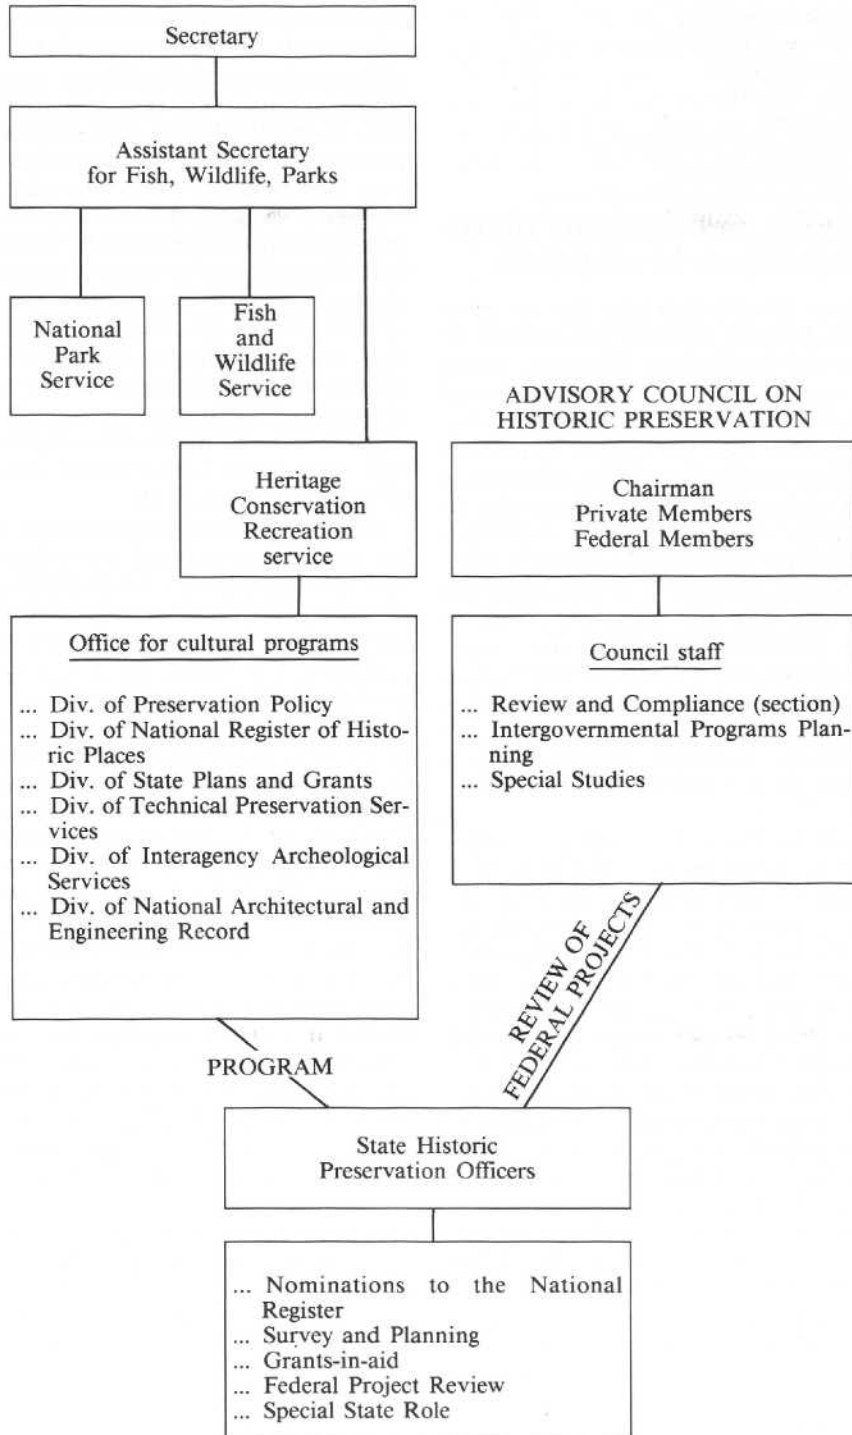 Secretary
Assistant Secretary
for Fish, Wildlife, Parks
National
Park
Service
Fish
and
Wildlife
Service
Heritage
Conservation
Recreation
service
ADVISORY COUNCIL ON
HISTORIC PRESERVATION
Chairman
Private Members
Federal Members
Office for cultural programs
... Div. of Preservation Policy
... Div. of National Register of Histo-
ric Places
... Div. of State Plans and Grants
... Div. of Technical Preservation Ser-
vices
... Div. of Interagency Archeological
Services
... Div. of National Architectural and
Engineering Record
Council staff
... Review and Compliance (section)
... Intergovernmental Programs Plan-
ning
... Special Studies
PROGRAM
REVIEW OF
FEDERAL PROJECTS
State Historic
Preservation Officers
... Nominations to the National
Register
... Survey and Planning
... Grants-in-aid
... Federal Project Review
... Special State Role